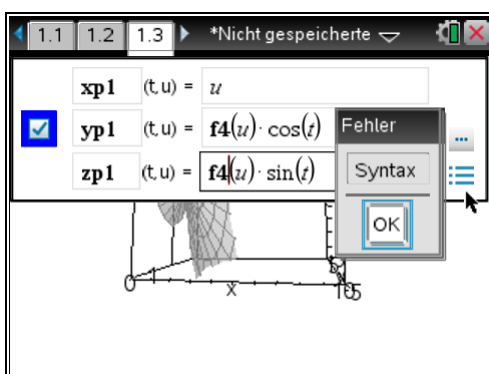 1.1 1.2 1.3 *Nicht gespeicherte
xp1 (t,u) = u
yp1 (t,u) = f4(u)· cos(t)
zp1 (t,u) = f4(u)· sin(t)
Fehler
Syntax
OK
...
0 1 x